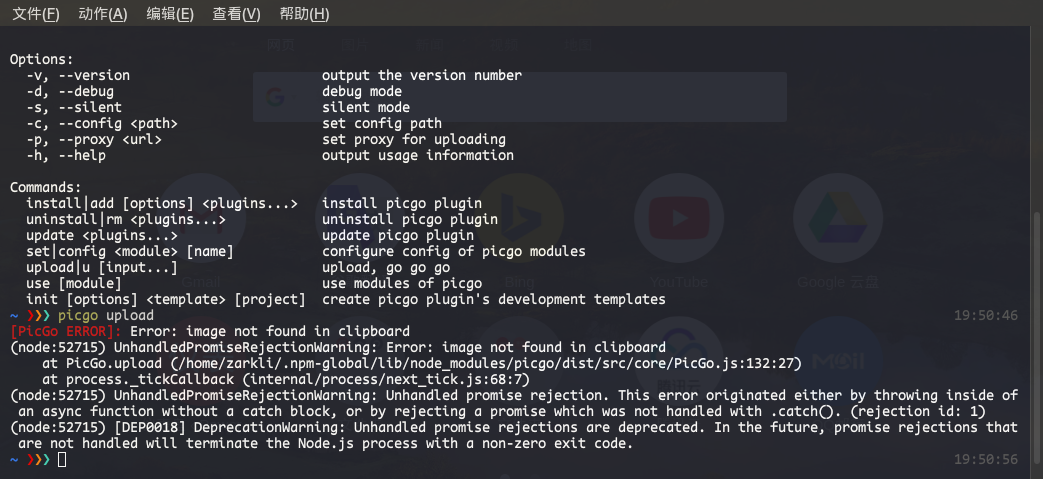 文件(F) 动作(A) 编辑(E) 查看(V) 帮助(H)
Options:
-v, --version output the version number
-d, --debug debug mode
-s, --silent silent mode
-c, --config <path> set config path
-p, --proxy <url> set proxy for uploading
-h, --help output usage information
Commands:
install|add [options] <plugins...> install picgo plugin
uninstall|rm <plugins...> uninstall picgo plugin
update <plugins...> update picgo plugin
set|config <module> [name] configure config of picgo modules
upload|u [input...] upload, go go go
use [module] use modules of picgo
init [options] <template> [project] create picgo plugin's development templates
~ ❯❯❯ picgo upload 19:50:46
[PicGo ERROR]: Error: image not found in clipboard
(node:52715) UnhandledPromiseRejectionWarning: Error: image not found in clipboard
at PicGo.upload (/home/zarkli/.npm-global/lib/node_modules/picgo/dist/src/core/PicGo.js:132:27)
at process._tickCallback (internal/process/next_tick.js:68:7)
(node:52715) UnhandledPromiseRejectionWarning: Unhandled promise rejection. This error originated either by throwing inside of
an async function without a catch block, or by rejecting a promise which was not handled with .catch(). (rejection id: 1)
(node:52715) [DEP0018] DeprecationWarning: Unhandled promise rejections are deprecated. In the future, promise rejections that
are not handled will terminate the Node.js process with a non-zero exit code.
~ ❯❯❯ 19:50:56
Gmail
Bing
YouTube
Google 云盘